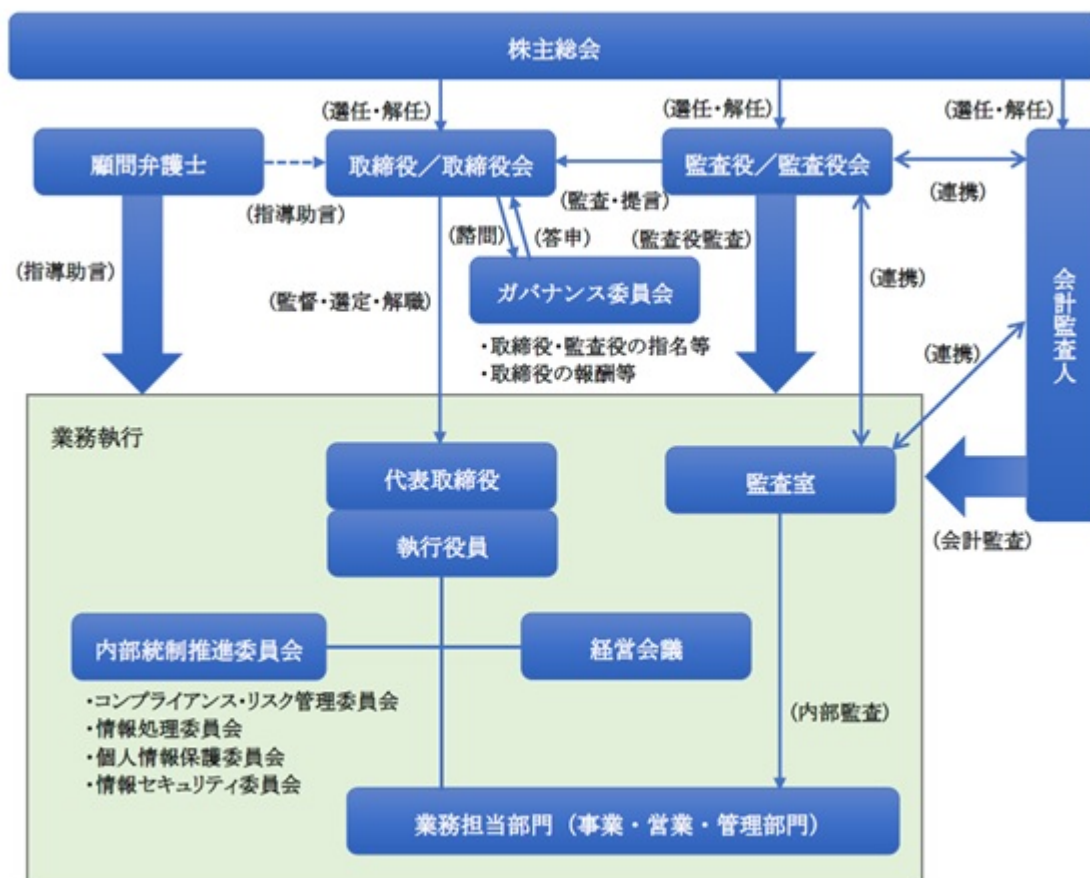 株主総会
(選任・解任)
(選任・解任)
(選任・解任)
顧問弁護士
取締役／取締役会
監査役／監査役会
(指導助言)
(監査・提言)
(連携)
(諮問)
(答申)
(監査役監査)
(指導助言)
ガバナンス委員会
(監督・選定・解職)
(連携)
会計監査人
・取締役・監査役の指名等
・取締役の報酬等
(連携)
業務執行
代表取締役
監査室
執行役員
(会計監査)
内部統制推進委員会
経営会議
・コンプライアンス・リスク管理委員会
・情報処理委員会
・個人情報保護委員会
・情報セキュリティ委員会
(内部監査)
業務担当部門（事業・営業・管理部門）